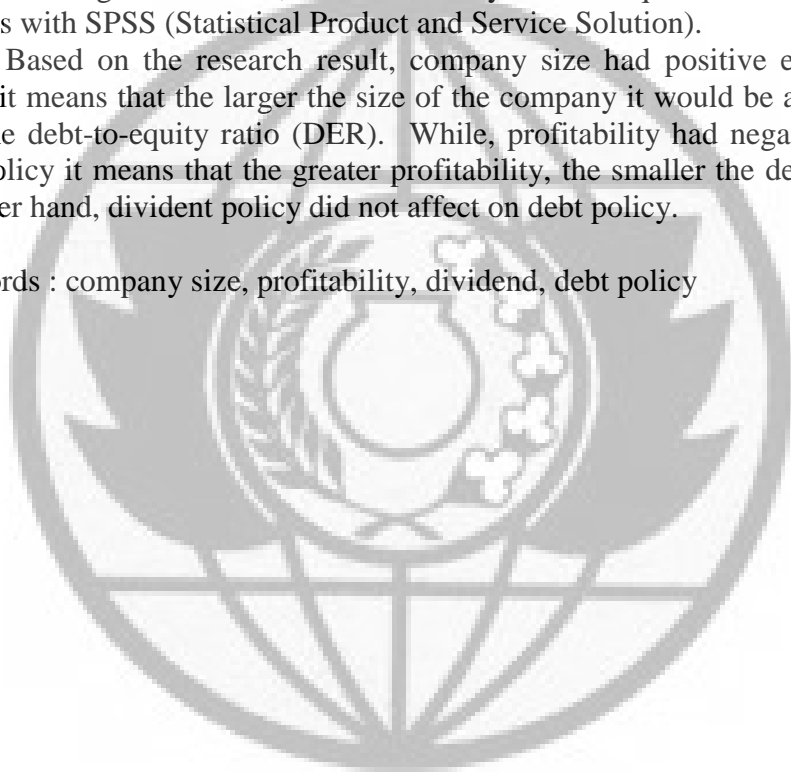 s with SPSS (Statistical Product and Service Solution).
Based on the research result, company size had positive e
it means that the larger the size of the company it would be a
e debt-to-equity ratio (DER). While, profitability had nega
olicy it means that the greater profitability, the smaller the de
er hand, divident policy did not affect on debt policy.
rds : company size, profitability, dividend, debt policy